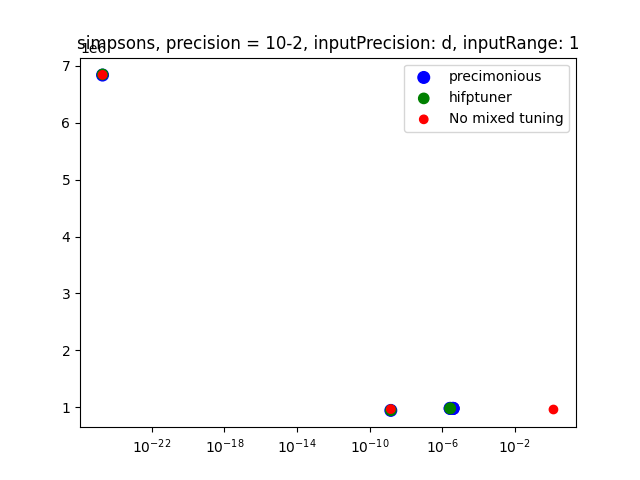 simpsons, precision = 10-2, inputPrecision: d, inputRange: 1
1e6
precimonious
hifptuner
No mixed tuning
7
6
5
4
3
2
1
10⁻²² 10⁻¹⁸ 10⁻¹⁴ 10⁻¹⁰ 10⁻⁶ 10⁻²